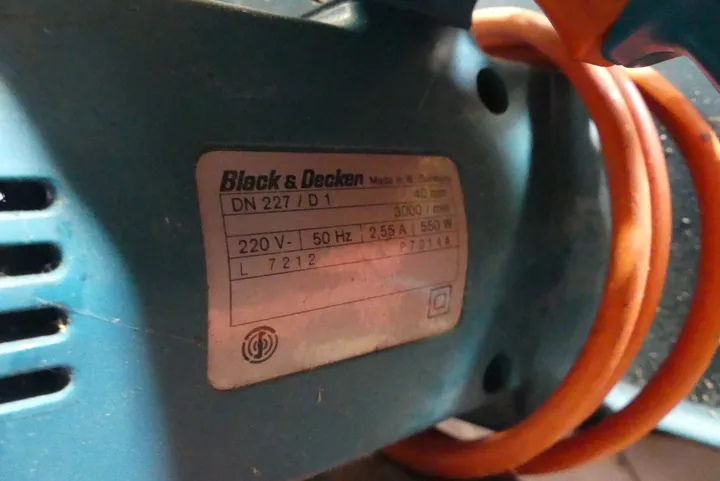 Black & Decker Made in W. Germany
DN 227 / D 1 40 mm
3000 / min
220 V~ 50 Hz 2,55 A 550 W
L 7212 P7014A